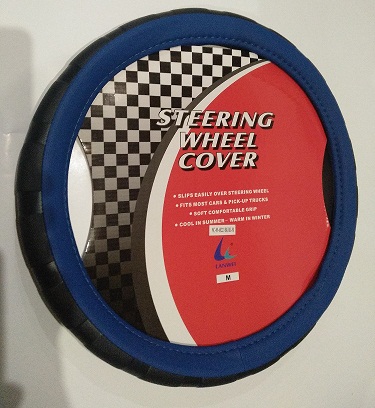 STEERING
WHEEL
COVER
• SLIPS EASILY OVER STEERING WHEEL
• FITS MOST CARS & PICK-UP TRUCKS
• SOFT COMFORTABLE GRIP
• COOL IN SUMMER – WARM IN WINTER
M